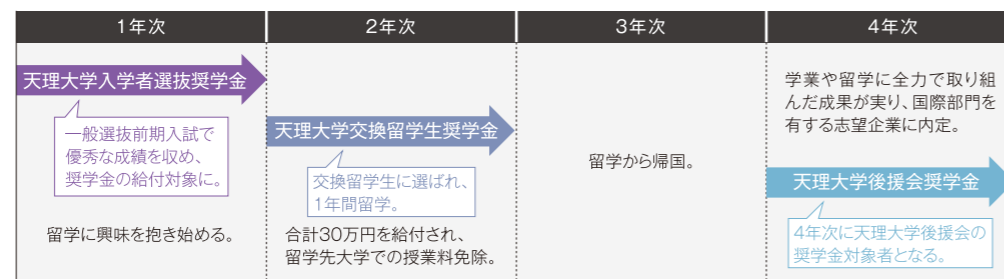 1年次
天理大学入学者選抜奨学金
一般選抜前期入試で
優秀な成績を収め、
奨学金の給付対象に。
留学に興味を抱き始める。
2年次
天理大学交換留学生奨学金
交換留学生に選ばれ、
1年間留学。
合計30万円を給付され、
留学先大学での授業料免除。
3年次
留学から帰国。
4年次
学業や留学に全力で取り組
んだ成果が実り、国際部門を
有する志望企業に内定。
天理大学後援会奨学金
4年次に天理大学後援会の
奨学金対象者となる。